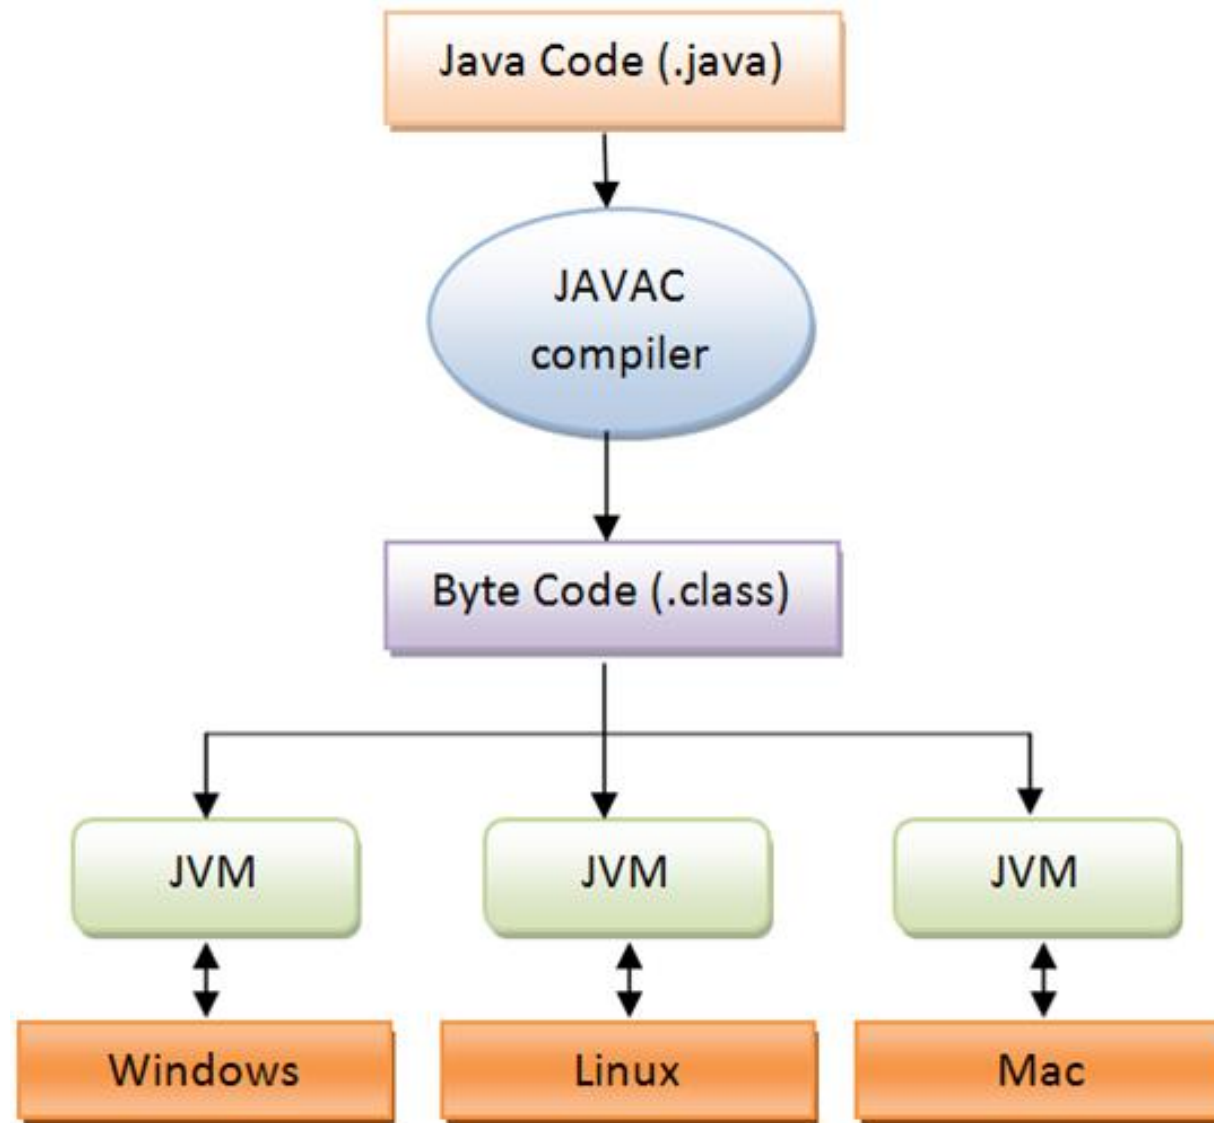 Java Code (.java)
JAVAC
compiler
Byte Code (.class)
JVM
JVM
JVM
Windows
Linux
Mac